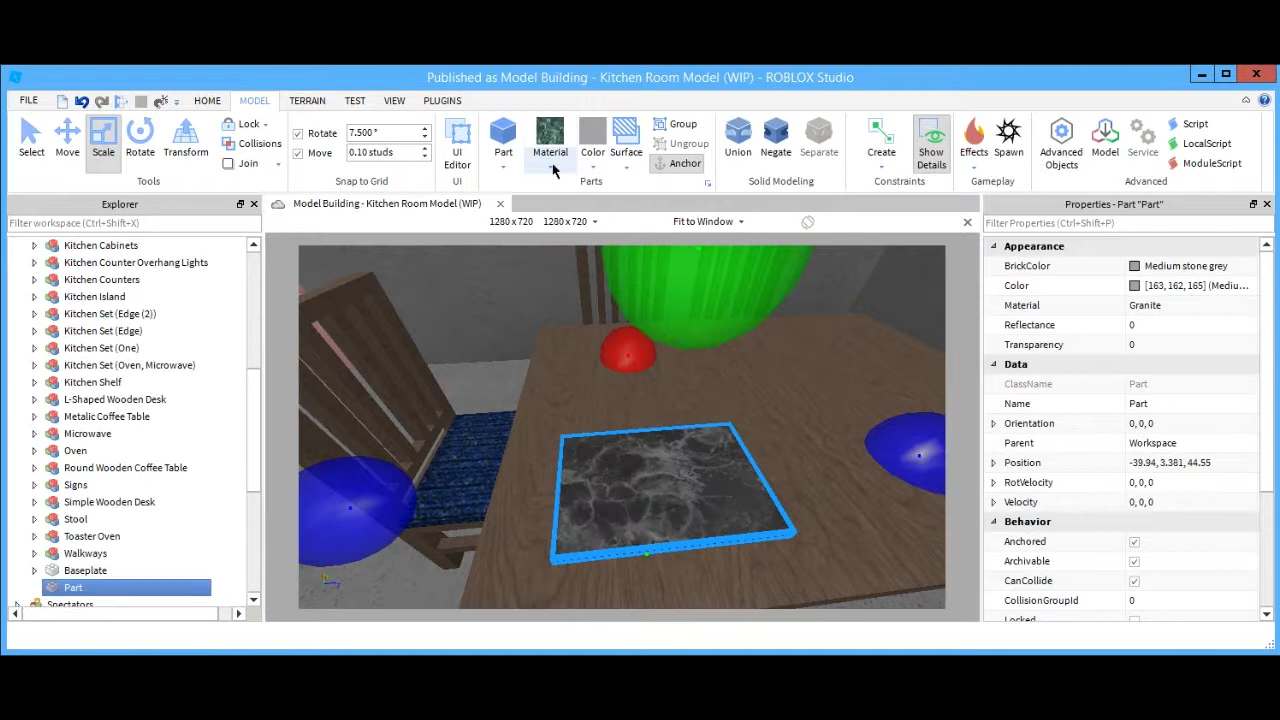 Published as Model Building - Kitchen Room Model (WIP) - ROBLOX Studio
FILE HOME MODEL TERRAIN TEST VIEW PLUGINS
Select Move Scale Rotate Transform
Lock
Collisions
Join
Tools
Rotate 7.500 °
Move 0.10 studs
Snap to Grid
UI Editor
UI
Part Material Color Surface
Group
Ungroup
Anchor
Parts
Union Negate Separate
Solid Modeling
Create Show Details
Constraints
Effects Spawn
Gameplay
Advanced Objects Model Service
Script
LocalScript
ModuleScript
Advanced
Explorer
Filter workspace (Ctrl+Shift+X)
Kitchen Cabinets
Kitchen Counter Overhang Lights
Kitchen Counters
Kitchen Island
Kitchen Set (Edge (2))
Kitchen Set (Edge)
Kitchen Set (One)
Kitchen Set (Oven, Microwave)
Kitchen Shelf
L-Shaped Wooden Desk
Metalic Coffee Table
Microwave
Oven
Round Wooden Coffee Table
Signs
Simple Wooden Desk
Stool
Toaster Oven
Walkways
Baseplate
Part
Spectators
Model Building - Kitchen Room Model (WIP)
1280x720 1280x720 Fit to Window
Properties - Part "Part"
Filter Properties (Ctrl+Shift+P)
Appearance
BrickColor Medium stone grey
Color [163, 162, 165] (Mediu...
Material Granite
Reflectance 0
Transparency 0
Data
ClassName Part
Name Part
Orientation 0, 0, 0
Parent Workspace
Position -39.94, 3.381, 44.55
RotVelocity 0, 0, 0
Velocity 0, 0, 0
Behavior
Anchored
Archivable
CanCollide
CollisionGroupId 0
Locked